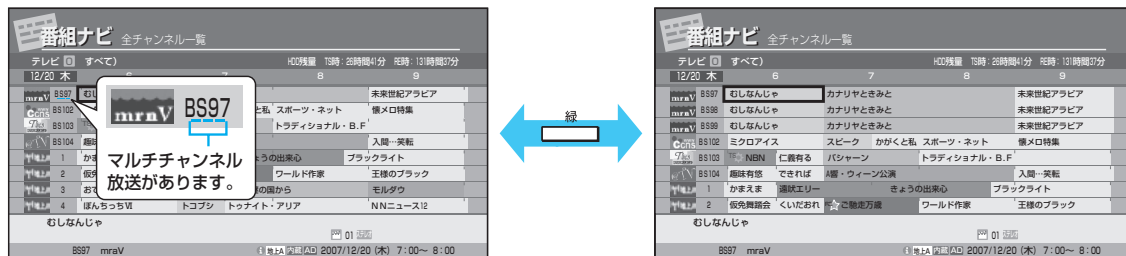 番組ナビ 全チャンネル一覧
テレビ 0 すべて) HDD残量 TS時：26時間41分 RE時：131時間37分
12/20 木 6 7 8 9
mraV BS97 未来世紀アラビア
BS102 と私 スポーツ・ネット 懐メロ特集
BS103 トラディショナル・B.F
BS104 入間…笑転
1 ょうの出来心 ブラックライト
2 ワールド作家 王様のブラック
3 の国から モルダウ
4 ほんちっちⅥ トコブシ トゥナイト・アリア NNニュース12
mraV BS97
マルチチャンネル
放送があります。
むしなんじゃ
01
BS97 mraV 地上A 内蔵 AD 2007/12/20 (木) 7:00～ 8:00
緑
番組ナビ 全チャンネル一覧
テレビ 0 すべて) HDD残量 TS時：26時間41分 RE時：131時間37分
12/20 木 6 7 8 9
mraV BS97 むしなんじゃ カナリヤときみと 未来世紀アラビア
mraV BS98 むしなんじゃ カナリヤときみと 未来世紀アラビア
mraV BS99 むしなんじゃ カナリヤときみと 未来世紀アラビア
BS102 ミクロアイス スピーク かがくと私 スポーツ・ネット 懐メロ特集
BS103 NBN 仁義有る バシャーン トラディショナル・B.F
BS104 趣味有悠 できれば A響・ウィーン公演 入間…笑転
1 かまえま 遠吠エリー きょうの出来心 ブラックライト
2 仮免舞踏会 くいだおれ ☆ご馳走万歳 ワールド作家 王様のブラック
むしなんじゃ
01
BS97 mraV 地上A 内蔵 AD 2007/12/20 (木) 7:00～ 8:00